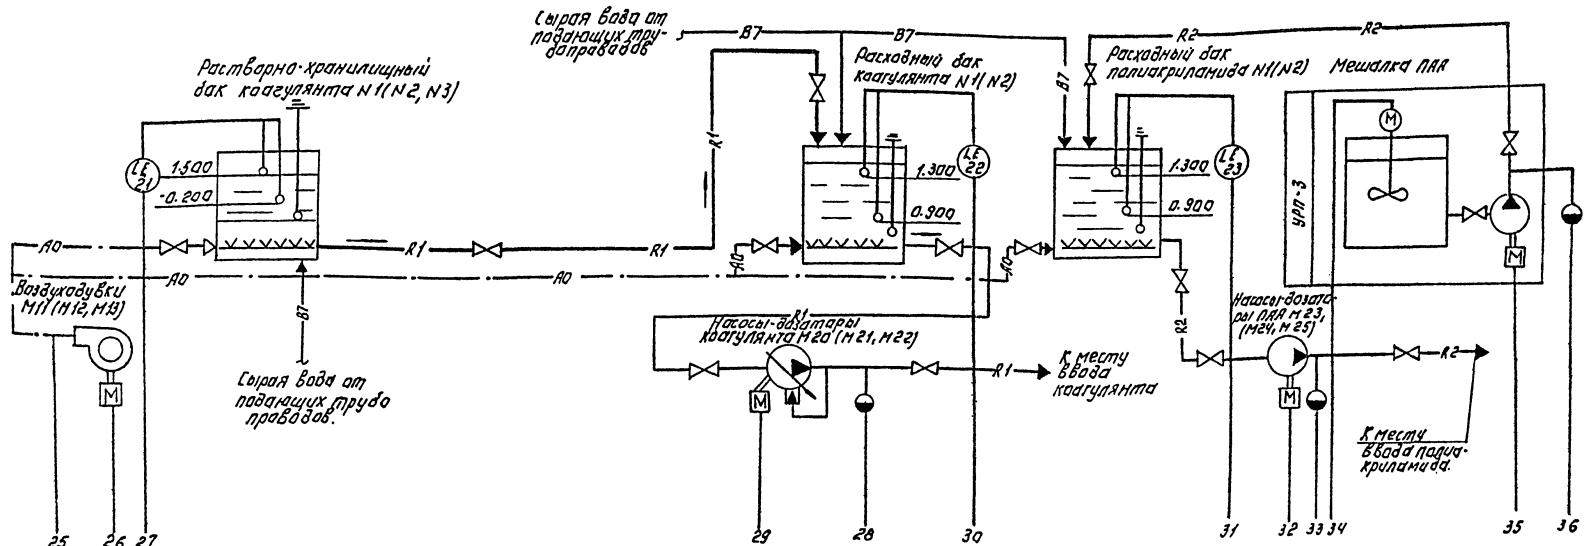 Сырая вода от
подающих тру-
доправадов
В7
В7
R2
R2
Растворно-хранилищный
бак коагулянта N1(N2, N3)
Расходный бак
коагулянта N1(N2)
Расходный бак
полиакриламида N1(N2)
Мешалка ПАА
R1
В7
М
LE
21
1.500
-0.200
LE
22
1.300
0.900
LE
23
1.300
0.900
УРП-3
А0
R1
R1
А0
А0
М
А0
А0
Воздуходувки
М11(М12, М13)
В7
R1
Насосы-дозатары
коагулянта М20 (М21, М22)
R2
Насосы-дозато-
ры ПАА М23,
(М24, М25)
М
Сырая вода от
подающих трубо
праводов.
М
R1
К месту
ввода
коагулянта
М
R2
К месту
ввода полиа-
криламида.
25
26
27
29
28
30
31
32
33
34
35
36